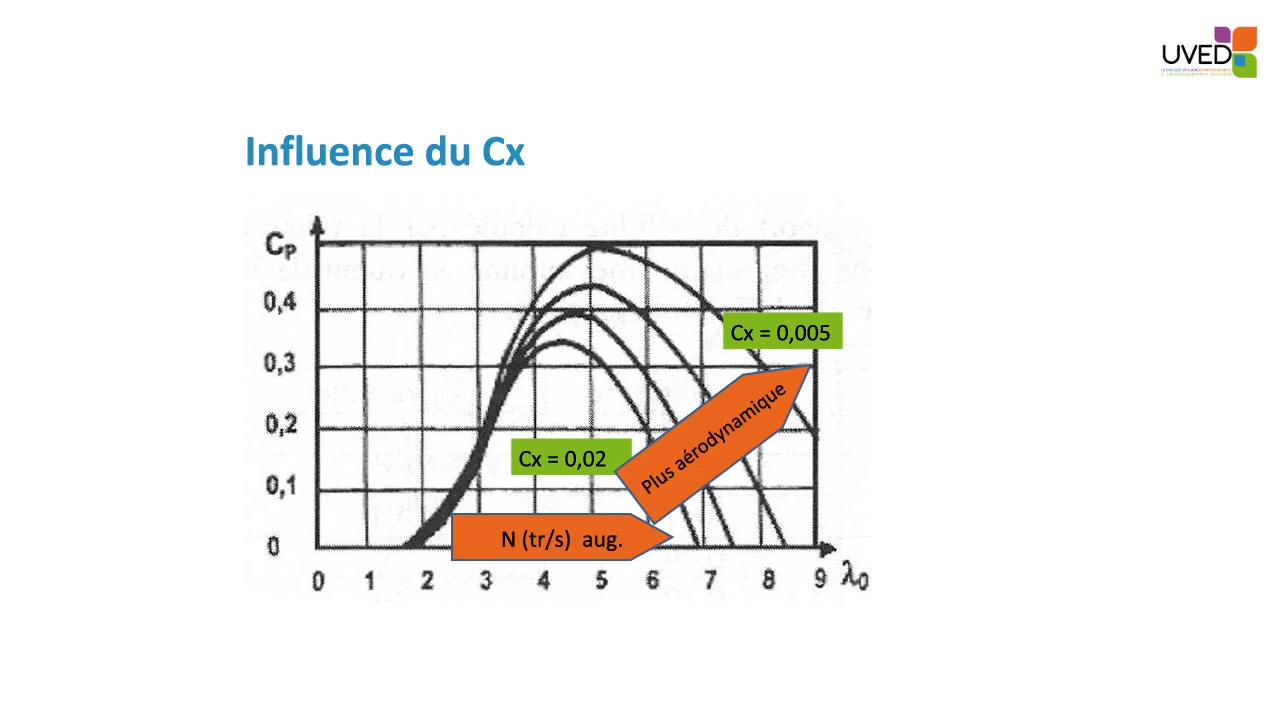 UVED
Influence du Cx
CP
0,4
0,3
0,2
0,1
0
Cx = 0,005
Plus aérodynamique
Cx = 0,02
N (tr/s) aug.
0 1 2 3 4 5 6 7 8 9 λ0